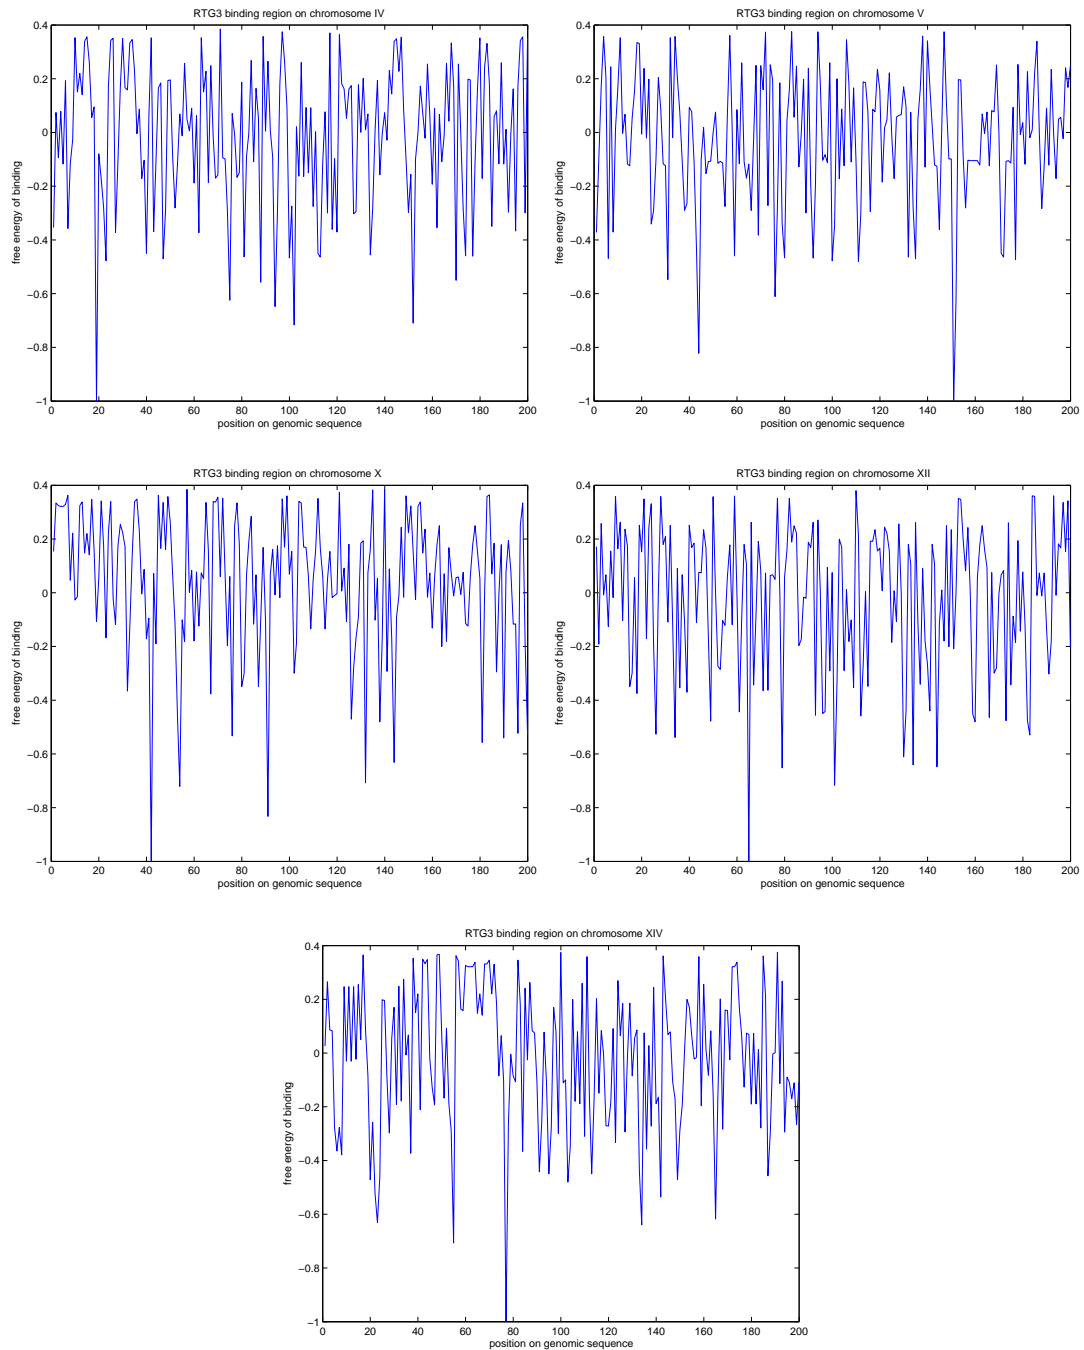 RTG3 binding region on chromosome IV
0.4
0.2
0
−0.2
−0.4
−0.6
−0.8
−1
free energy of binding
0 20 40 60 80 100 120 140 160 180 200
position on genomic sequence
RTG3 binding region on chromosome V
0.4
0.2
0
−0.2
−0.4
−0.6
−0.8
−1
free energy of binding
0 20 40 60 80 100 120 140 160 180 200
position on genomic sequence
RTG3 binding region on chromosome X
0.4
0.2
0
−0.2
−0.4
−0.6
−0.8
−1
free energy of binding
0 20 40 60 80 100 120 140 160 180 200
position on genomic sequence
RTG3 binding region on chromosome XII
0.4
0.2
0
−0.2
−0.4
−0.6
−0.8
−1
free energy of binding
0 20 40 60 80 100 120 140 160 180 200
position on genomic sequence
RTG3 binding region on chromosome XIV
0.4
0.2
0
−0.2
−0.4
−0.6
−0.8
−1
free energy of binding
0 20 40 60 80 100 120 140 160 180 200
position on genomic sequence